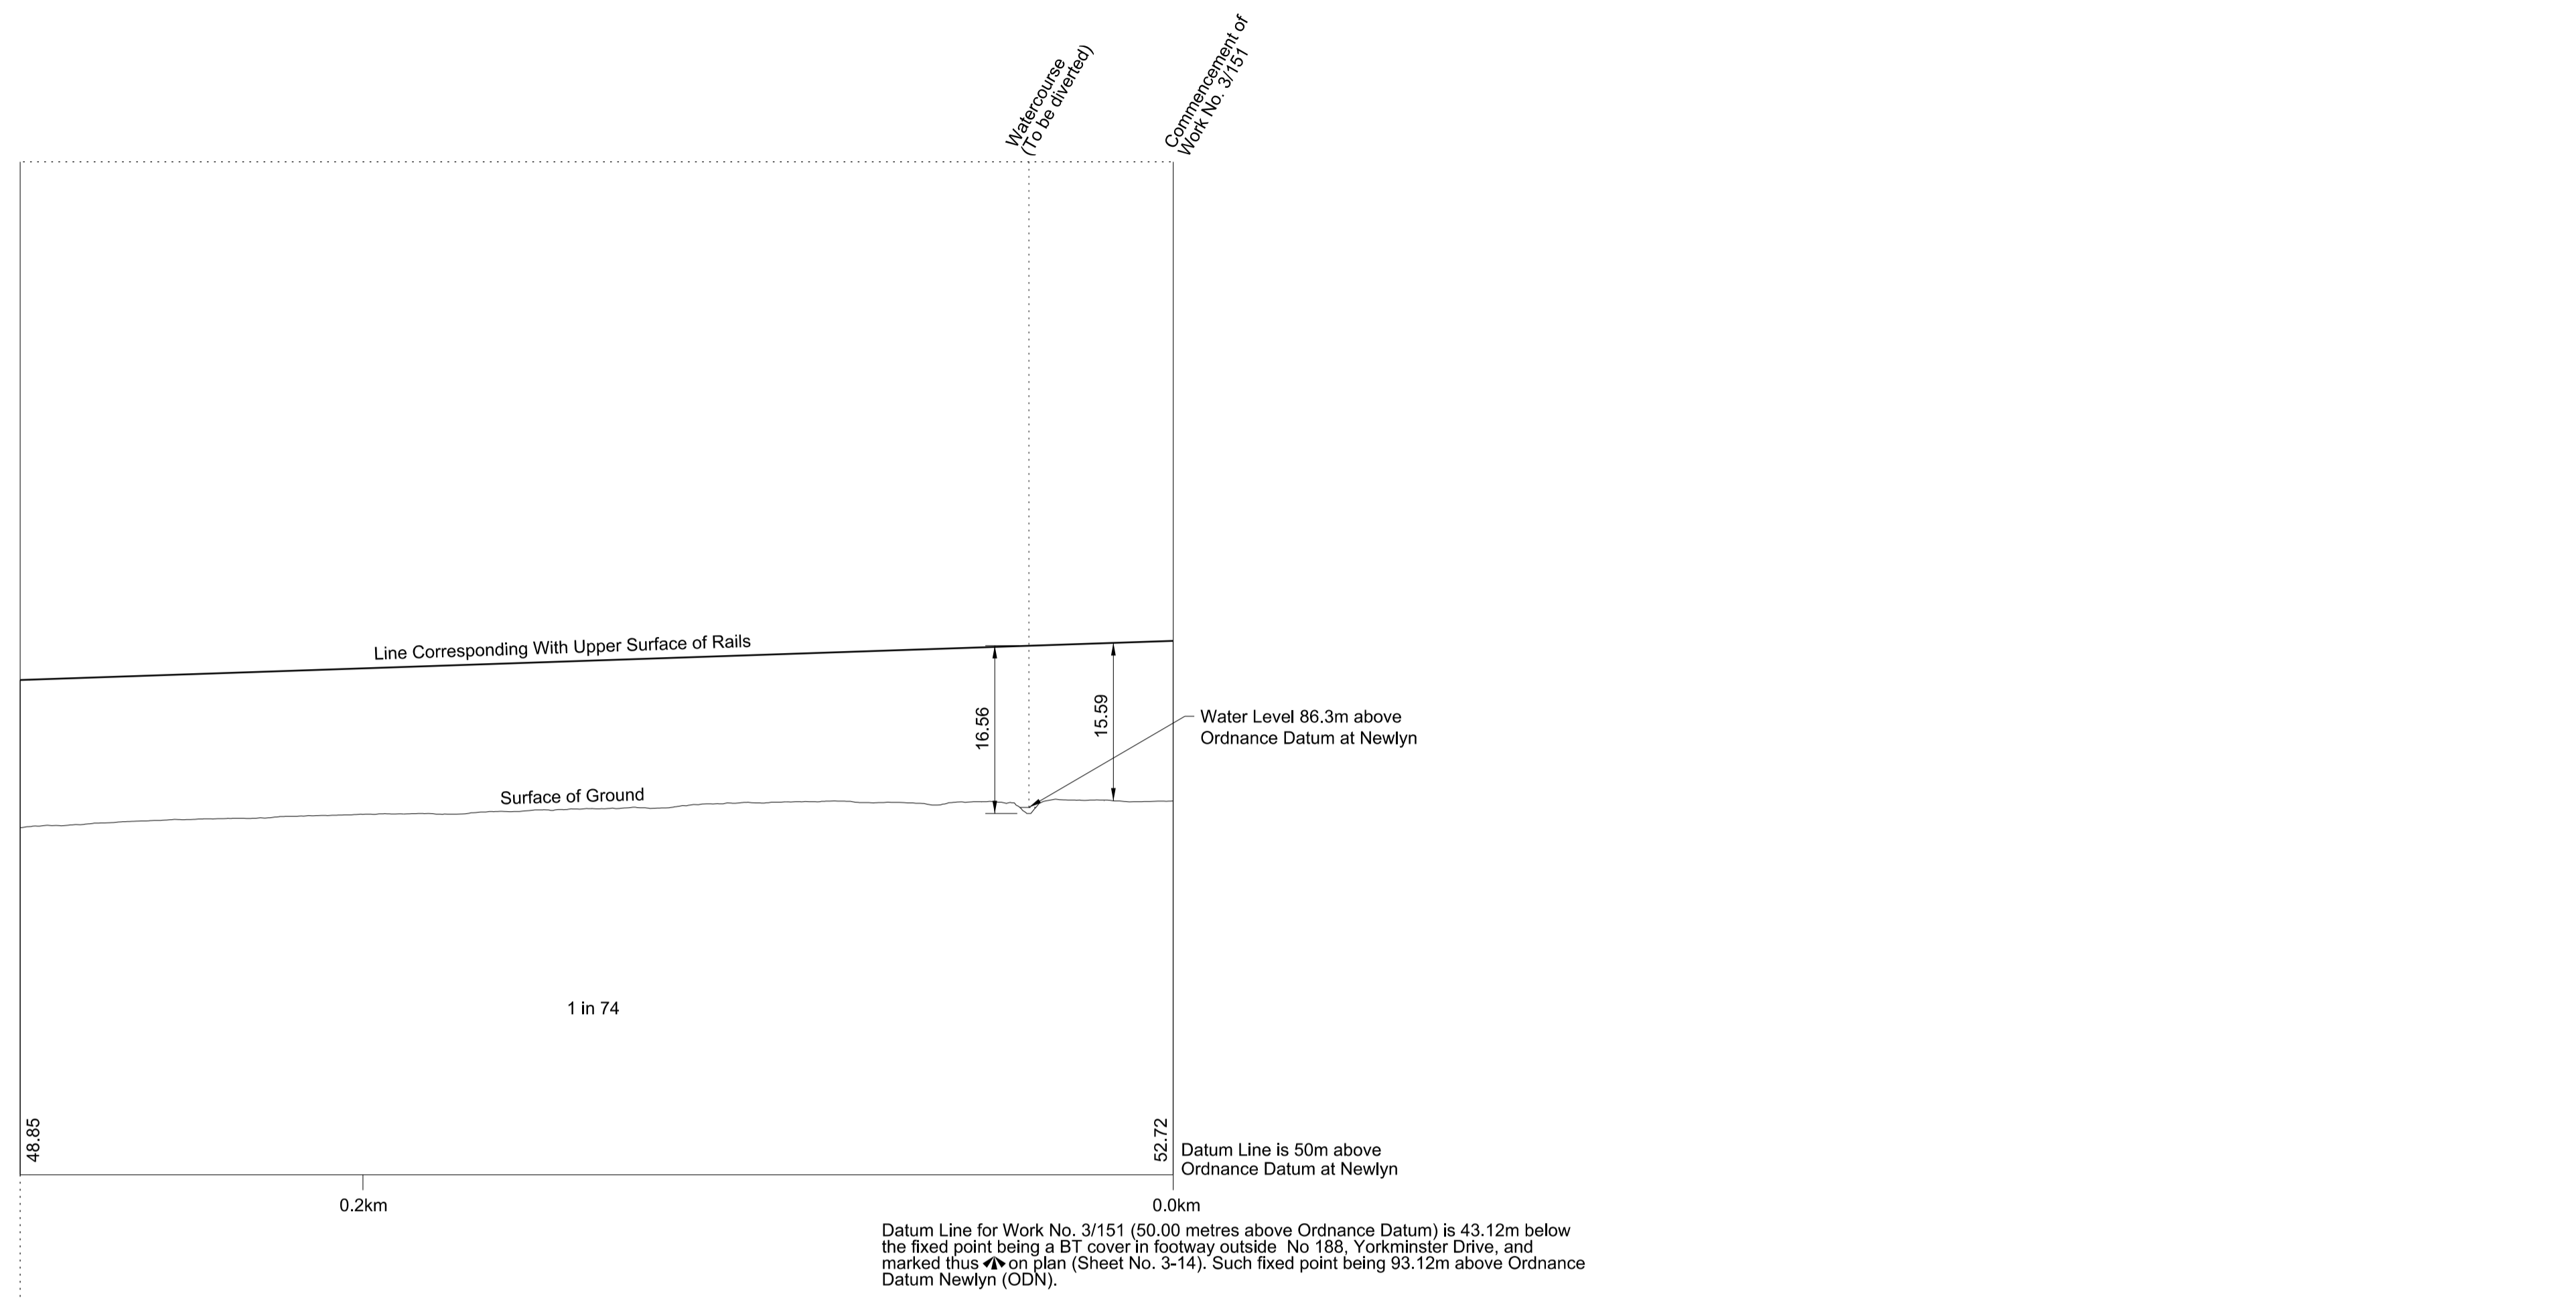 Watercourse
(To be diverted)
Commencement of
Work No. 3/151
Line Corresponding With Upper Surface of Rails
16.56
15.59
Water Level 86.3m above
Ordnance Datum at Newlyn
Surface of Ground
1 in 74
48.85
52.72
Datum Line is 50m above
Ordnance Datum at Newlyn
0.2km
0.0km
Datum Line for Work No. 3/151 (50.00 metres above Ordnance Datum) is 43.12m below
the fixed point being a BT cover in footway outside No 188, Yorkminster Drive, and
marked thus on plan (Sheet No. 3-14). Such fixed point being 93.12m above Ordnance
Datum Newlyn (ODN).